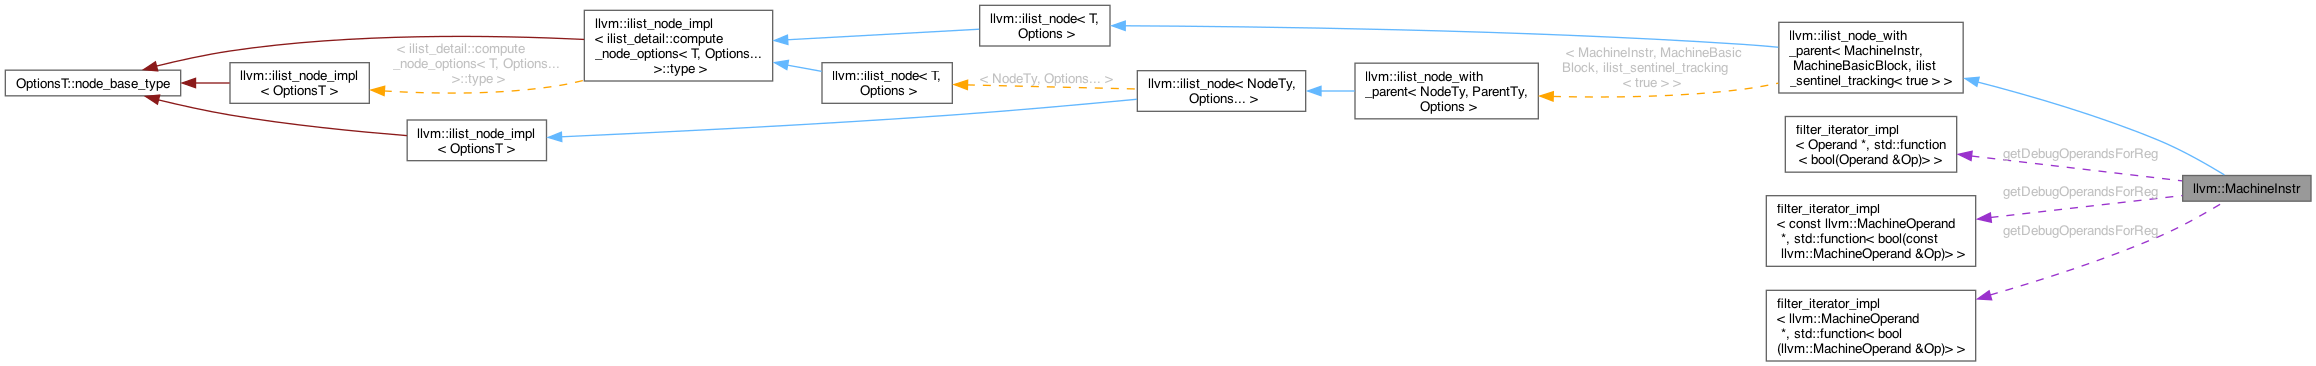 OptionsT::node_base_type
llvm::ilist_node_impl
< OptionsT >
llvm::ilist_node_impl
< OptionsT >
< ilist_detail::compute
_node_options< T, Options...
>::type >
llvm::ilist_node_impl
< ilist_detail::compute
_node_options< T, Options...
>::type >
llvm::ilist_node< T,
Options >
llvm::ilist_node< T,
Options >
< NodeTy, Options... >
llvm::ilist_node< NodeTy,
Options... >
llvm::ilist_node_with
_parent< NodeTy, ParentTy,
Options >
< MachineInstr, MachineBasic
Block, ilist_sentinel_tracking
< true > >
llvm::ilist_node_with
_parent< MachineInstr,
MachineBasicBlock, ilist
_sentinel_tracking< true > >
filter_iterator_impl
< Operand *, std::function
< bool(Operand &Op)> >
filter_iterator_impl
< const llvm::MachineOperand
*, std::function< bool(const
llvm::MachineOperand &Op)> >
filter_iterator_impl
< llvm::MachineOperand
*, std::function< bool
(llvm::MachineOperand &Op)> >
getDebugOperandsForReg
getDebugOperandsForReg
getDebugOperandsForReg
llvm::MachineInstr